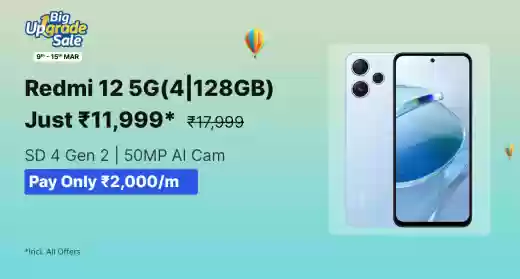 Big
Upgrade
Sale
9th - 15th MAR
Redmi 12 5G(4|128GB)
Just ₹11,999* ₹17,999
SD 4 Gen 2 | 50MP AI Cam
Pay Only ₹2,000/m
*Incl. All Offers